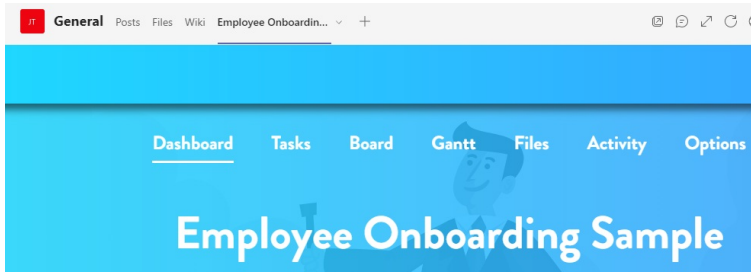 JT General Posts Files Wiki Employee Onboardin...
Dashboard Tasks Board Gantt Files Activity Options
Employee Onboarding Sample